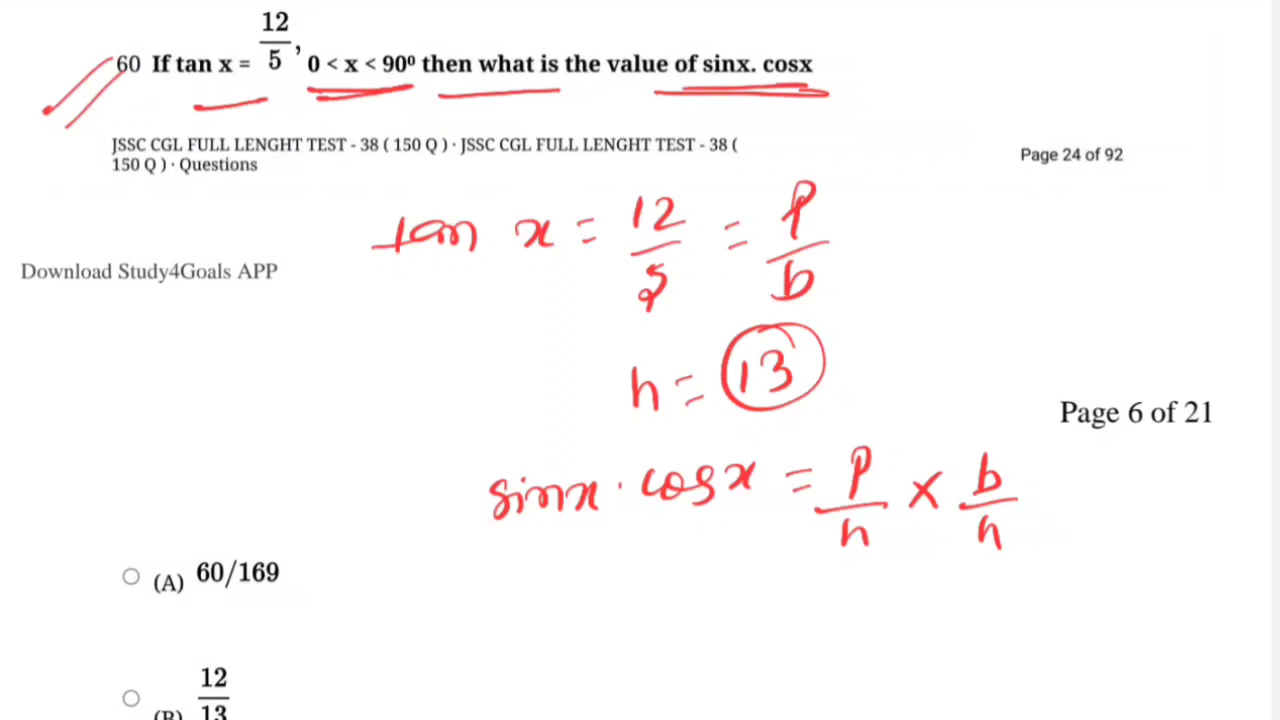 60 If tan x = 12/5, 0 < x < 90⁰ then what is the value of sinx. cosx
JSSC CGL FULL LENGHT TEST - 38 ( 150 Q ) · JSSC CGL FULL LENGHT TEST - 38 (
150 Q ) · Questions
Page 24 of 92
tan x = 12/5 = p/b
Download Study4Goals APP
h = 13
Page 6 of 21
sinx · cosx = p/h × b/h
(A) 60/169
(B) 12/13